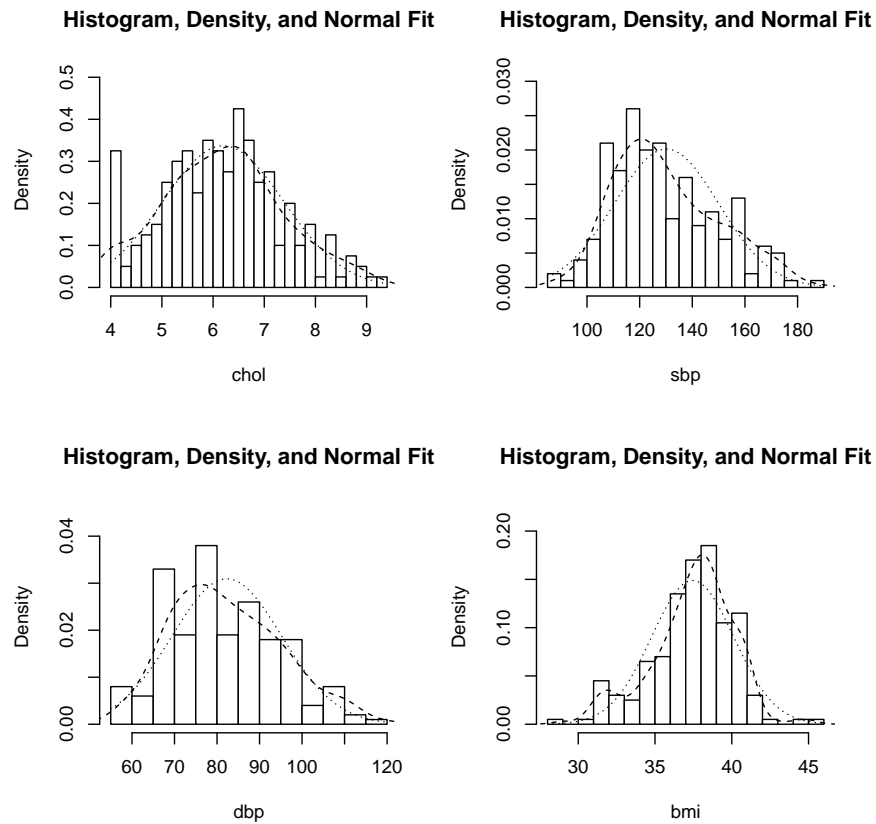 Histogram, Density, and Normal Fit
Density
0.0 0.1 0.2 0.3 0.4 0.5
4 5 6 7 8 9
chol
Histogram, Density, and Normal Fit
Density
0.000 0.010 0.020 0.030
100 120 140 160 180
sbp
Histogram, Density, and Normal Fit
Density
0.00 0.02 0.04
60 70 80 90 100 120
dbp
Histogram, Density, and Normal Fit
Density
0.00 0.10 0.20
30 35 40 45
bmi